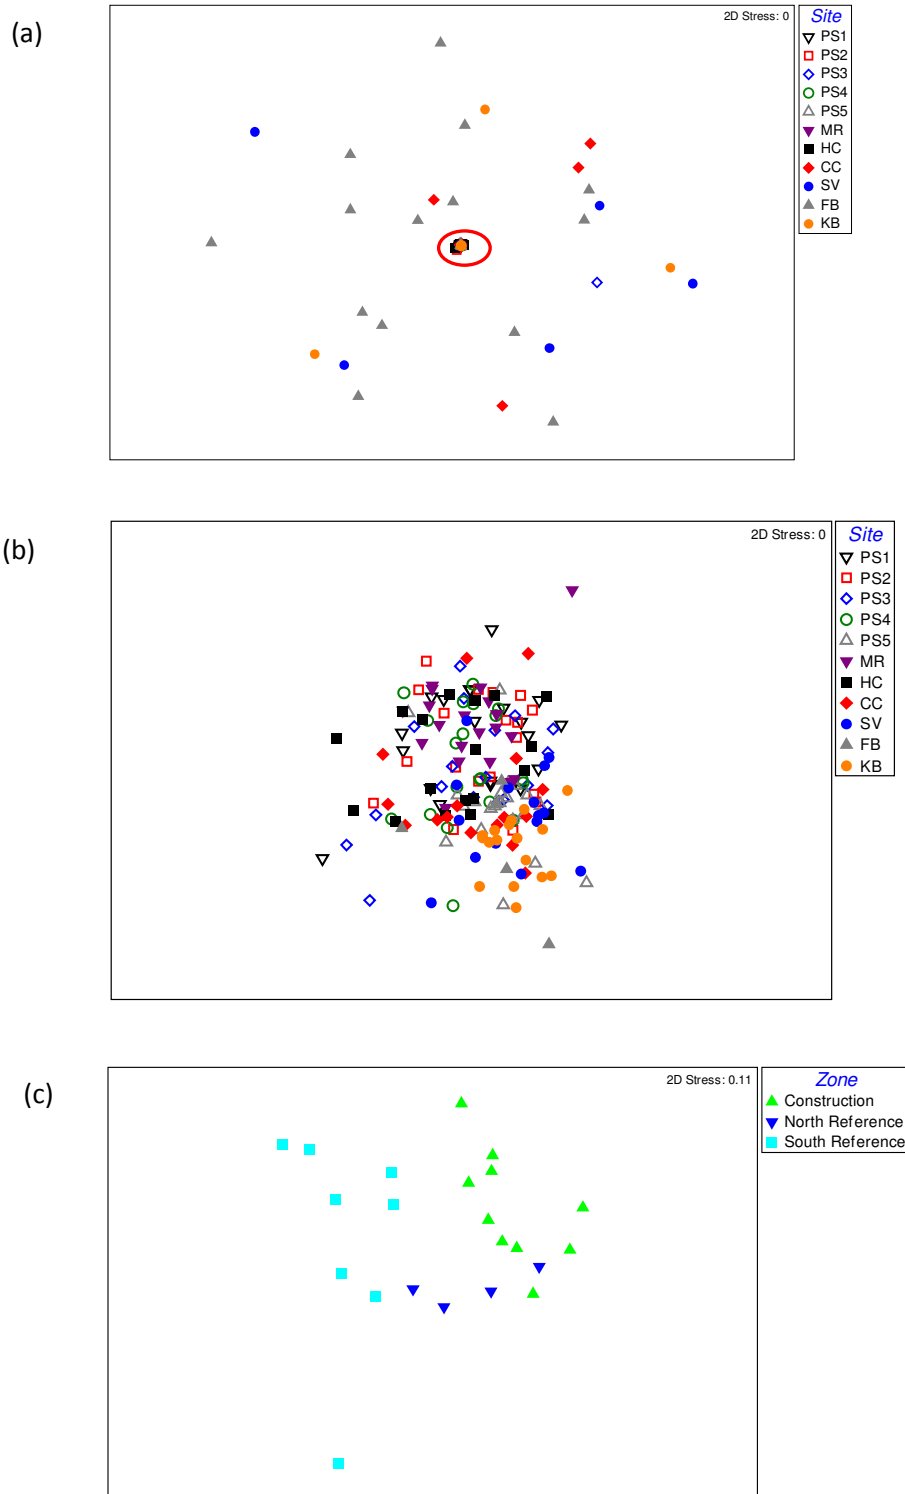 (a)
2D Stress: 0
Site
PS1
PS2
PS3
PS4
PS5
MR
HC
CC
SV
FB
KB
(b)
2D Stress: 0
Site
PS1
PS2
PS3
PS4
PS5
MR
HC
CC
SV
FB
KB
(c)
2D Stress: 0.11
Zone
Construction
North Reference
South Reference